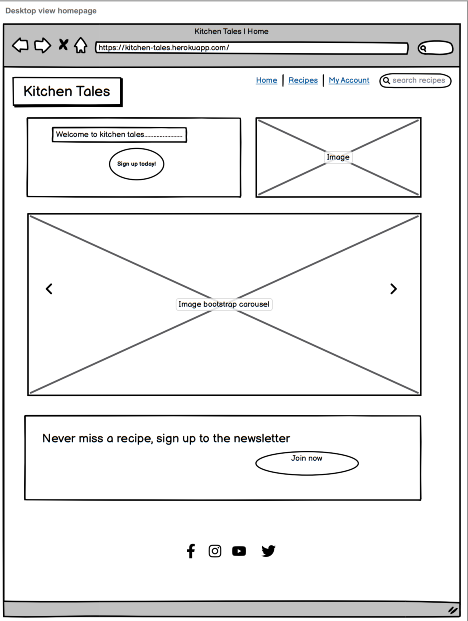 Desktop view homepage
Kitchen Tales | Home
https://kitchen-tales.herokuapp.com/
Kitchen Tales
Home | Recipes | My Account
search recipes
Welcome to kitchen tales......................
Sign up today!
Image
Image bootstrap carousel
Never miss a recipe, sign up to the newsletter
Join now